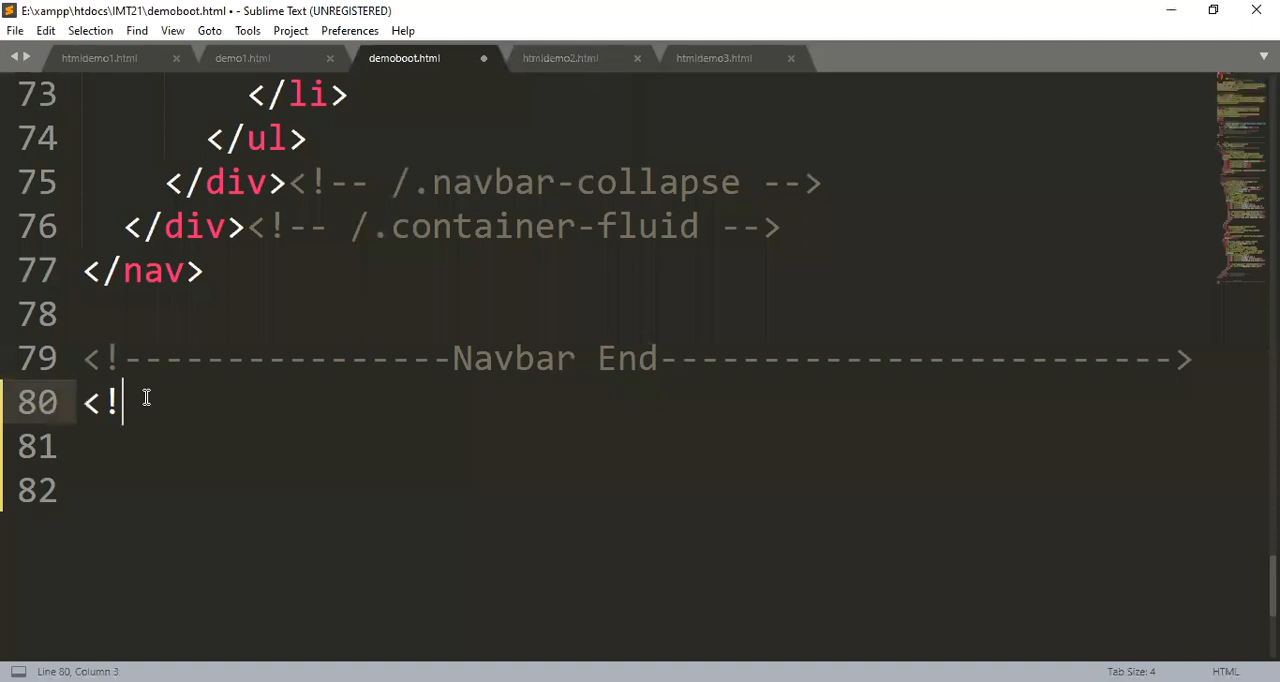 E:\xampp\htdocs\IMT21\demoboot.html • - Sublime Text (UNREGISTERED)
File Edit Selection Find View Goto Tools Project Preferences Help
htmldemo1.html demo1.html demoboot.html htmldemo2.html htmldemo3.html
73 </li>
74 </ul>
75 </div><!-- /.navbar-collapse -->
76 </div><!-- /.container-fluid -->
77 </nav>
78
79 <!----------------Navbar End------------------------->
80 <!
81
82
Line 80, Column 3 Tab Size: 4 HTML